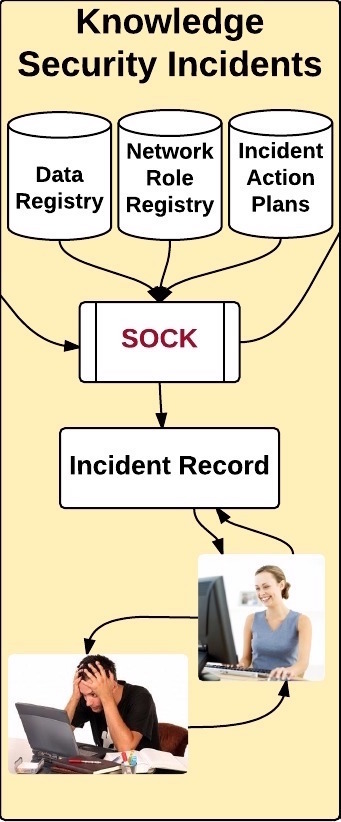 Knowledge
Security Incidents
Data
Registry
Network
Role
Registry
Incident
Action
Plans
SOCK
Incident Record